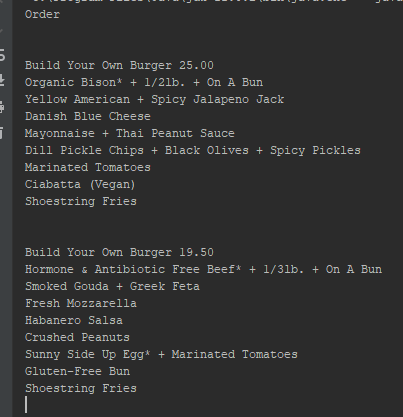 Order
Build Your Own Burger 25.00
Organic Bison* + 1/2lb. + On A Bun
Yellow American + Spicy Jalapeno Jack
Danish Blue Cheese
Mayonnaise + Thai Peanut Sauce
Dill Pickle Chips + Black Olives + Spicy Pickles
Marinated Tomatoes
Ciabatta (Vegan)
Shoestring Fries
Build Your Own Burger 19.50
Hormone & Antibiotic Free Beef* + 1/3lb. + On A Bun
Smoked Gouda + Greek Feta
Fresh Mozzarella
Habanero Salsa
Crushed Peanuts
Sunny Side Up Egg* + Marinated Tomatoes
Gluten-Free Bun
Shoestring Fries